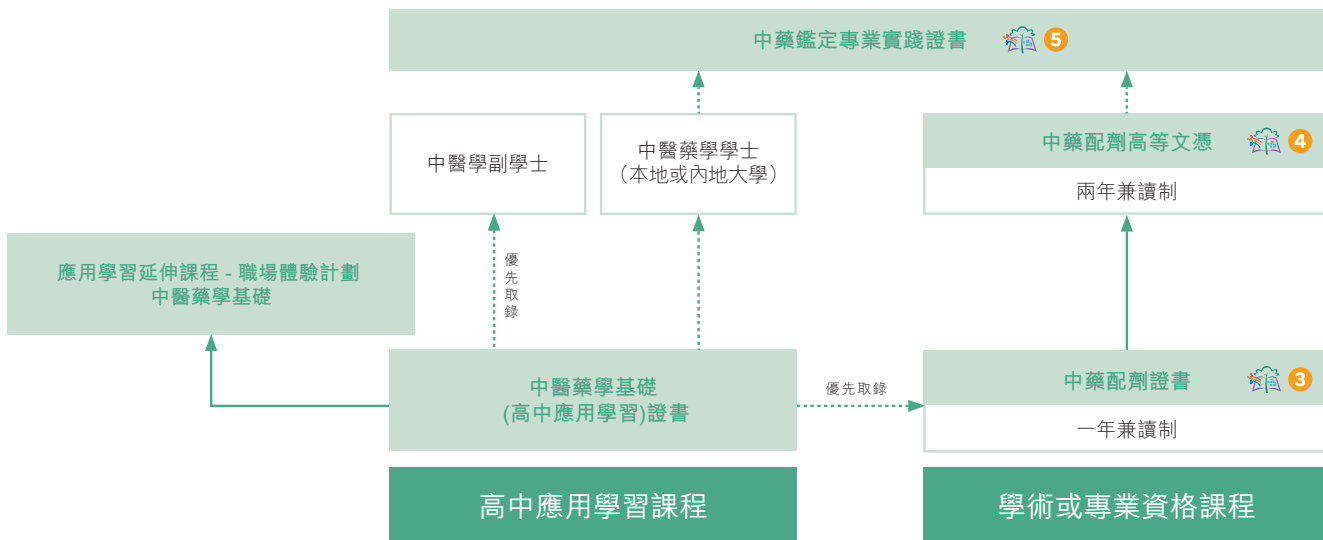 中藥鑑定專業實踐證書 5
中醫學副學士
中醫藥學學士
（本地或內地大學）
中藥配劑高等文憑 4
兩年兼讀制
應用學習延伸課程 - 職場體驗計劃
中醫藥學基礎
優先取錄
中醫藥學基礎
(高中應用學習)證書
優先取錄
中藥配劑證書 3
一年兼讀制
高中應用學習課程
學術或專業資格課程